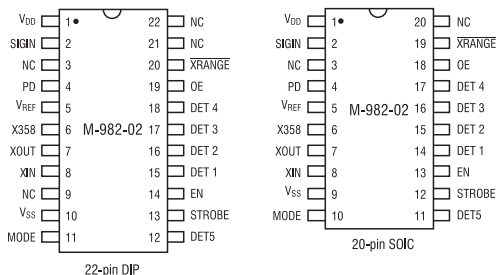 VDD 1 22 NC
SIGIN 2 21 NC
NC 3 20 XRANGE
PD 4 19 OE
VREF 5 18 DET 4
X358 6 M-982-02 17 DET 3
XOUT 7 16 DET 2
XIN 8 15 DET 1
NC 9 14 EN
VSS 10 13 STROBE
MODE 11 12 DET5
22-pin DIP
VDD 1 20 NC
SIGIN 2 19 XRANGE
NC 3 18 OE
PD 4 17 DET 4
VREF 5 16 DET 3
M-982-02
X358 6 15 DET 2
XOUT 7 14 DET 1
XIN 8 13 EN
VSS 9 12 STROBE
MODE 10 11 DET5
20-pin SOIC